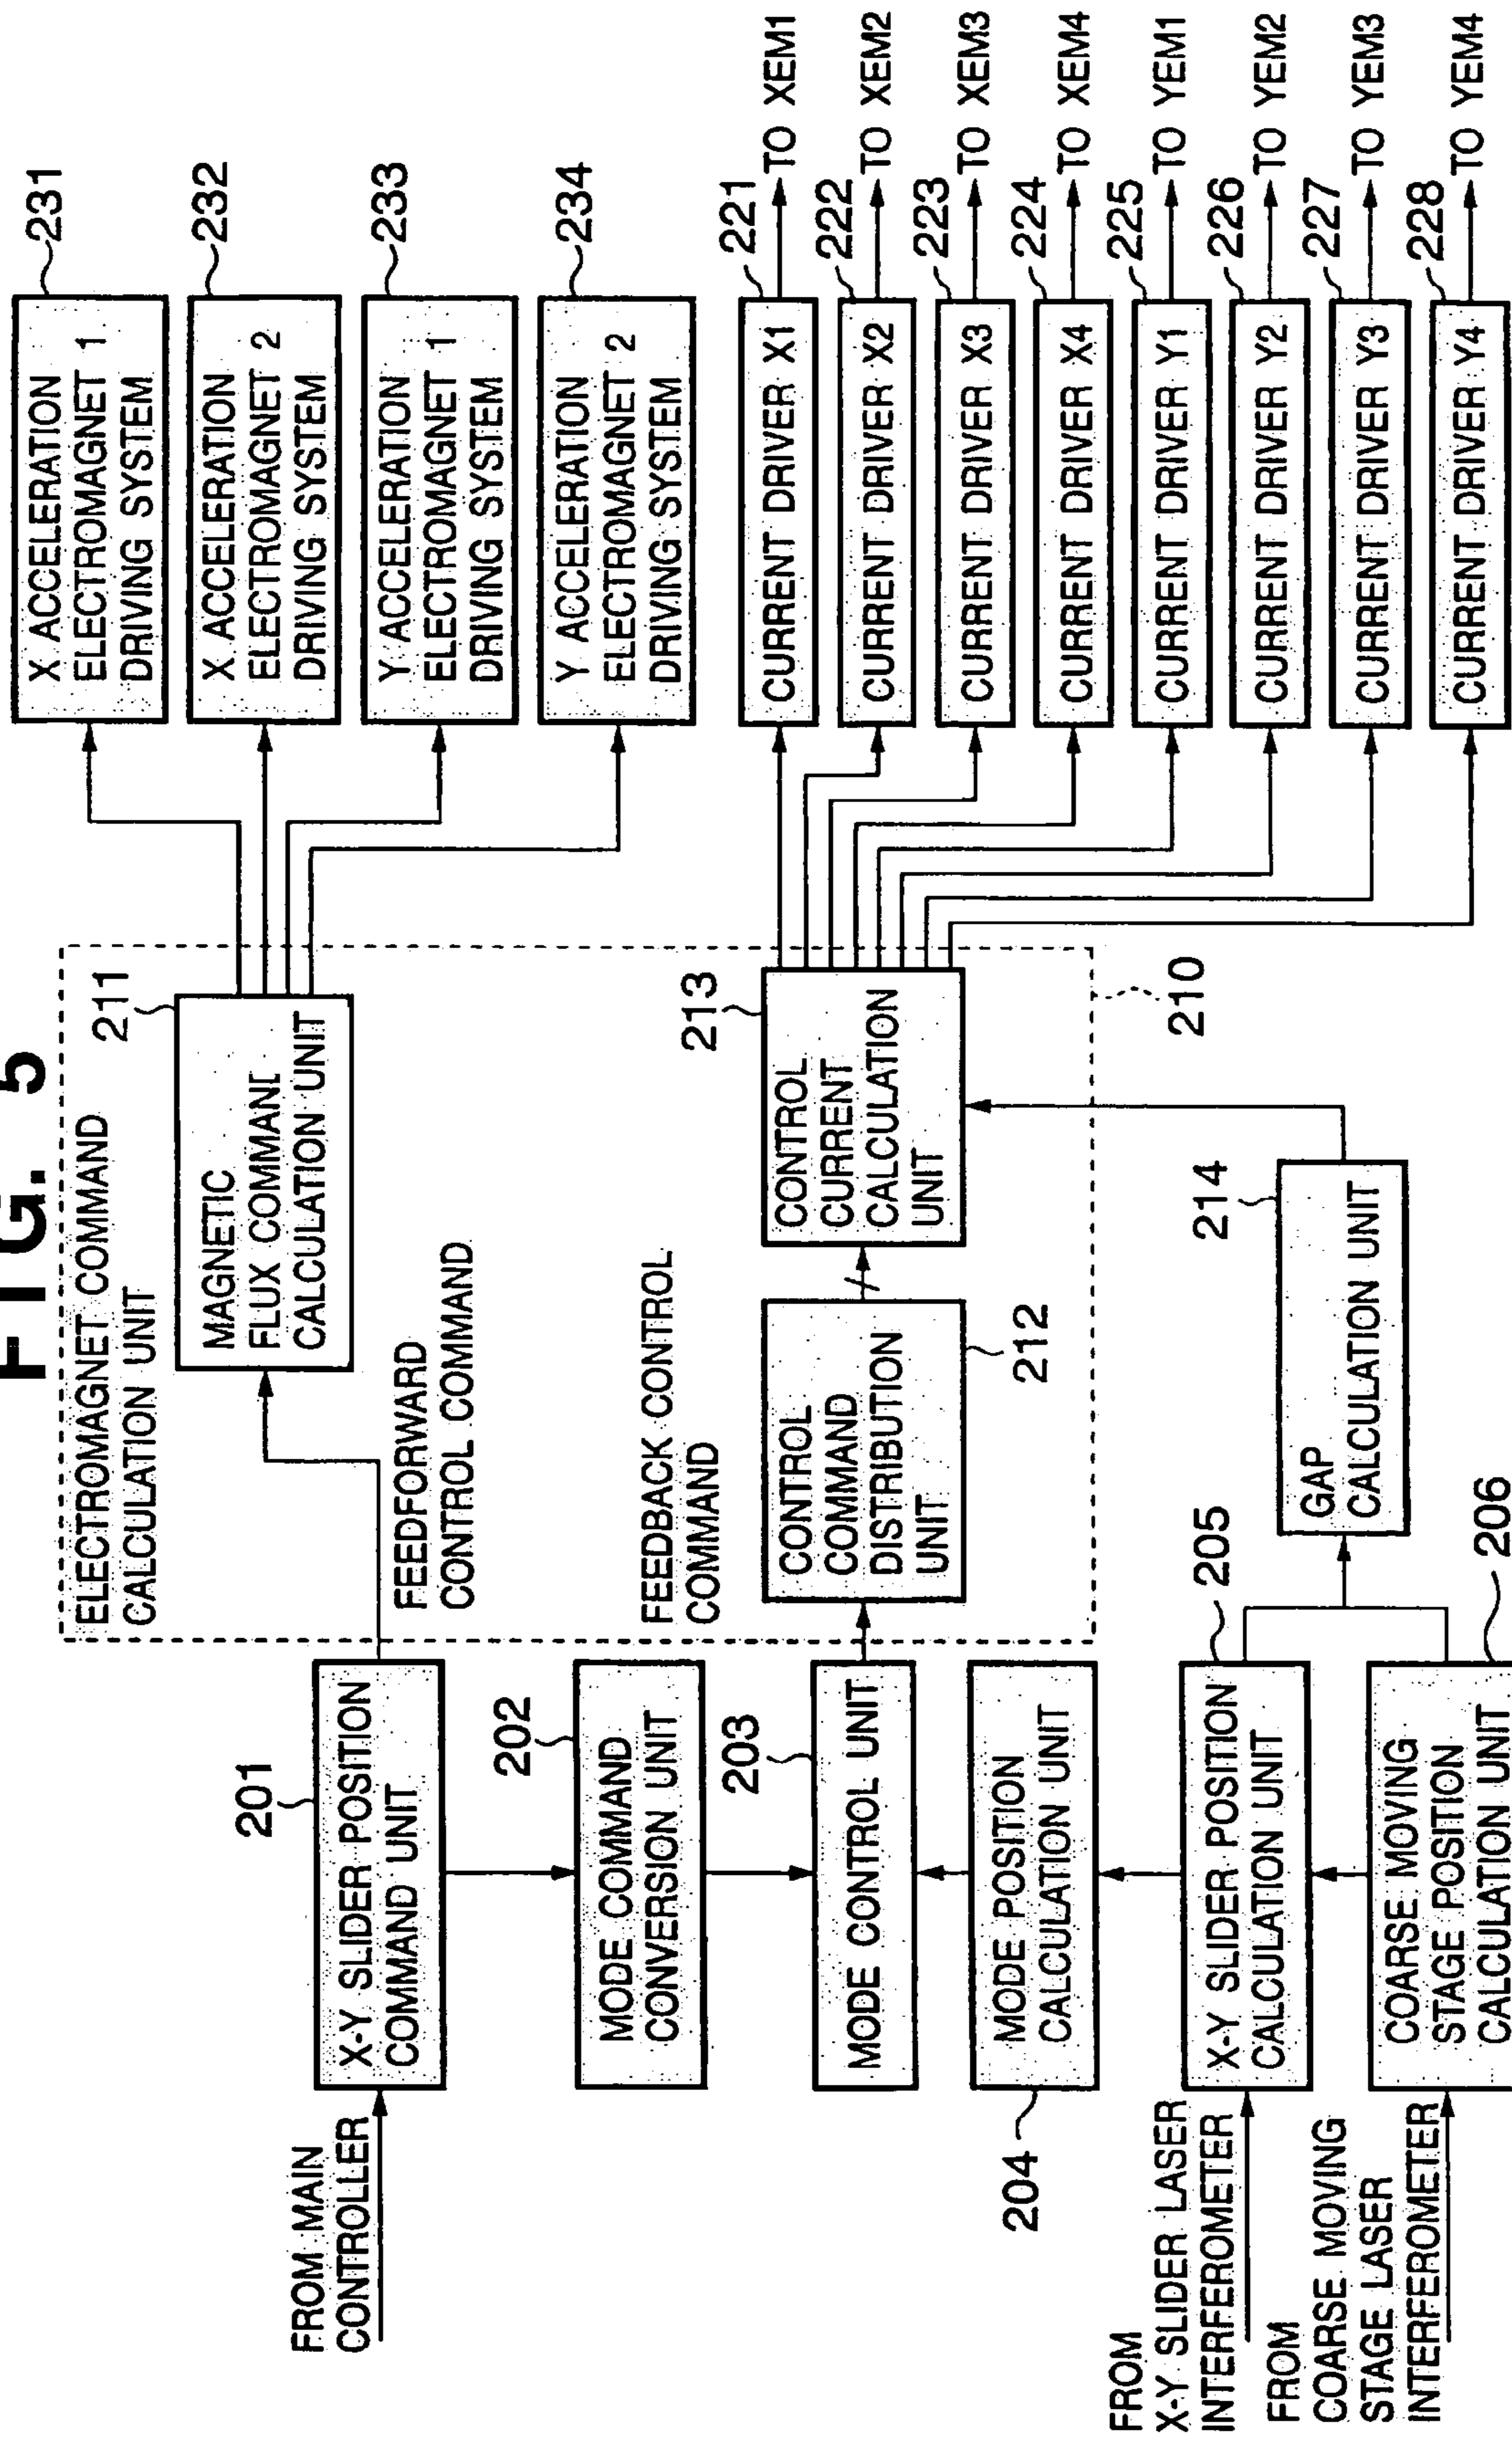 FIG. 5
ELECTROMAGNET COMMAND
CALCULATION UNIT
FROM MAIN
CONTROLLER
201
X-Y SLIDER POSITION
COMMAND UNIT
FEEDFORWARD
CONTROL COMMAND
211
MAGNETIC
FLUX COMMAND
CALCULATION UNIT
X ACCELERATION
ELECTROMAGNET 1
DRIVING SYSTEM
231
X ACCELERATION
ELECTROMAGNET 2
DRIVING SYSTEM
232
Y ACCELERATION
ELECTROMAGNET 1
DRIVING SYSTEM
233
Y ACCELERATION
ELECTROMAGNET 2
DRIVING SYSTEM
234
202
MODE COMMAND
CONVERSION UNIT
203
MODE CONTROL UNIT
204
MODE POSITION
CALCULATION UNIT
FEEDBACK CONTROL
COMMAND
CONTROL
COMMAND
DISTRIBUTION
UNIT
212
213
CONTROL
CURRENT
CALCULATION
UNIT
210
FROM
X-Y SLIDER LASER
INTERFEROMETER
205
X-Y SLIDER POSITION
CALCULATION UNIT
FROM
COARSE MOVING
STAGE LASER
INTERFEROMETER
206
COARSE MOVING
STAGE POSITION
CALCULATION UNIT
214
GAP
CALCULATION UNIT
221
CURRENT DRIVER X1
TO XEM1
222
CURRENT DRIVER X2
TO XEM2
223
CURRENT DRIVER X3
TO XEM3
224
CURRENT DRIVER X4
TO XEM4
225
CURRENT DRIVER Y1
TO YEM1
226
CURRENT DRIVER Y2
TO YEM2
227
CURRENT DRIVER Y3
TO YEM3
228
CURRENT DRIVER Y4
TO YEM4